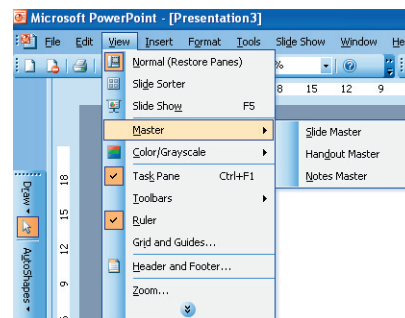 Microsoft PowerPoint - [Presentation3]
File Edit View Insert Format Tools Slide Show Window He
Normal (Restore Panes)
%
Slide Sorter
8 15 12 9
Slide Show F5
Master
Slide Master
Color/Grayscale
Handout Master
Task Pane Ctrl+F1
Notes Master
Toolbars
Ruler
Grid and Guides...
Header and Footer...
Zoom...
Draw
AutoShapes
18
15
12
9